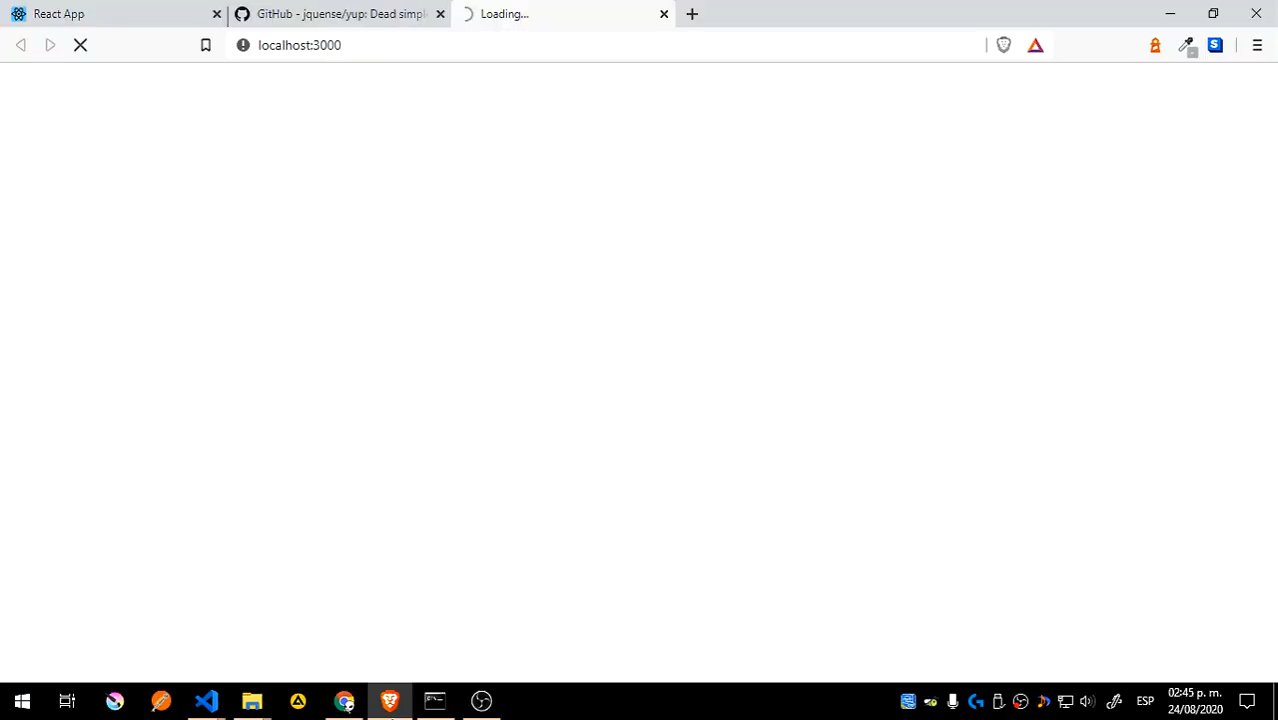 React App
GitHub - jquense/yup: Dead simpl
Loading...
localhost:3000
S
ESP
02:45 p. m.
24/08/2020